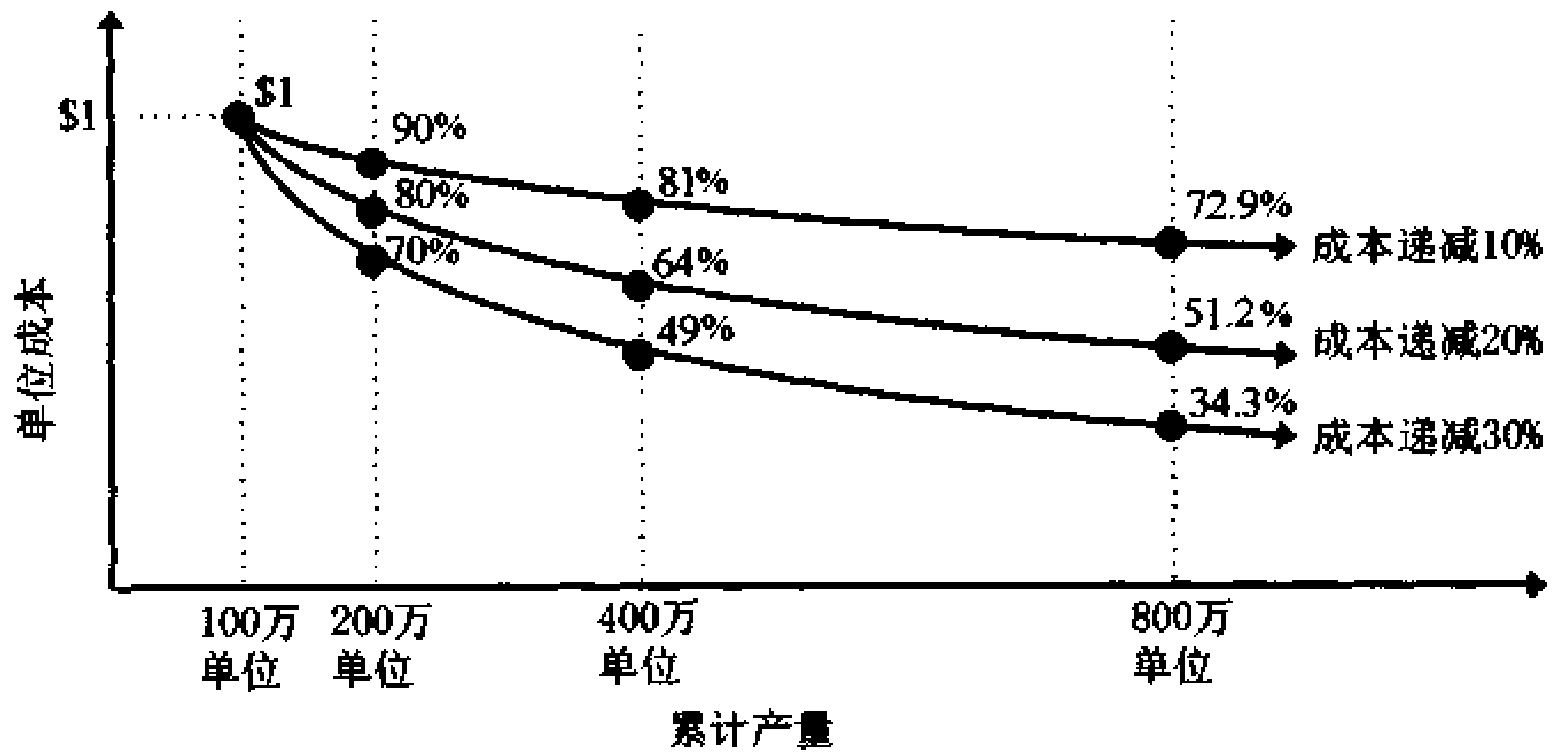 $1
$1
90%
80%
70%
81%
64%
49%
72.9%
51.2%
34.3%
成本递减10%
成本递减20%
成本递减30%
单位成本
100万
单位
200万
单位
400万
单位
800万
单位
累计产量